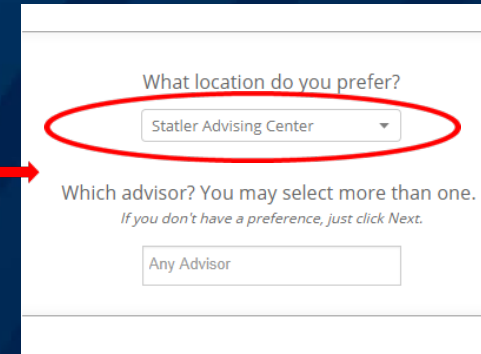 What location do you prefer?
Statler Advising Center
Which advisor? You may select more than one.
If you don't have a preference, just click Next.
Any Advisor